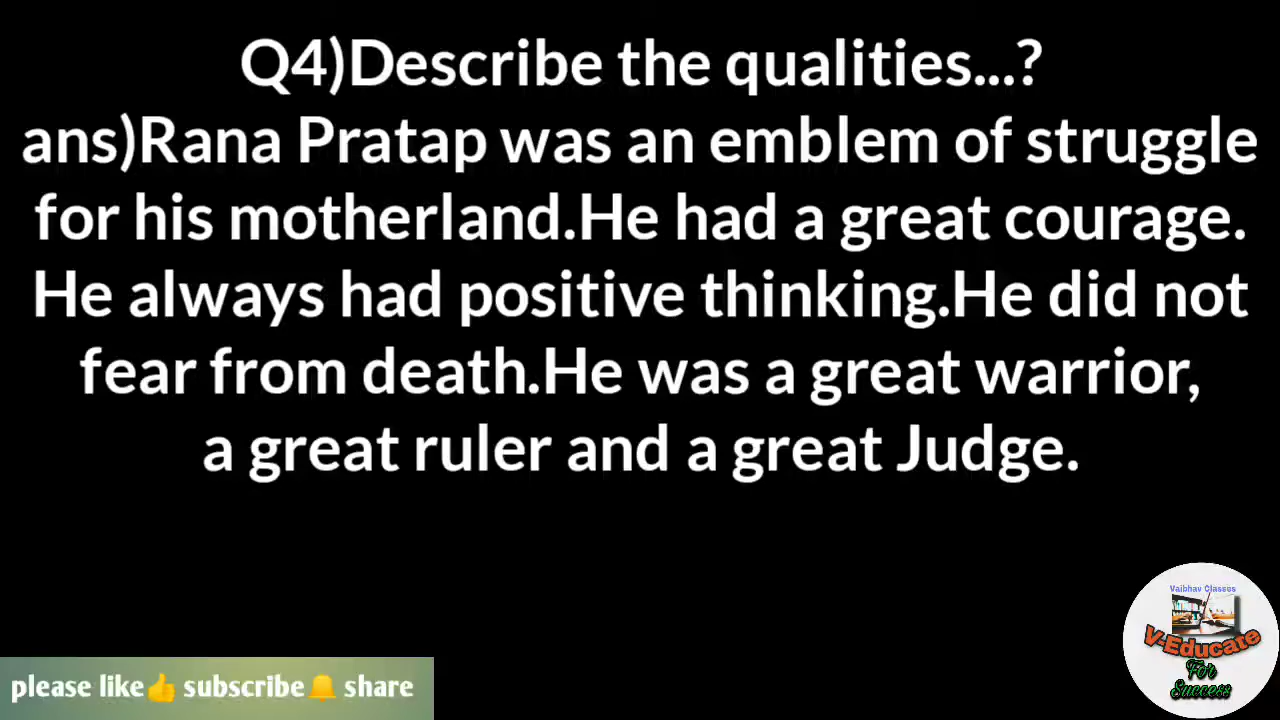 Q4)Describe the qualities...?
ans)Rana Pratap was an emblem of struggle
for his motherland.He had a great courage.
He always had positive thinking.He did not
fear from death.He was a great warrior,
a great ruler and a great Judge.
Vaibhav Classes
V-Educate
For
Success
please like👍 subscribe🔔 share